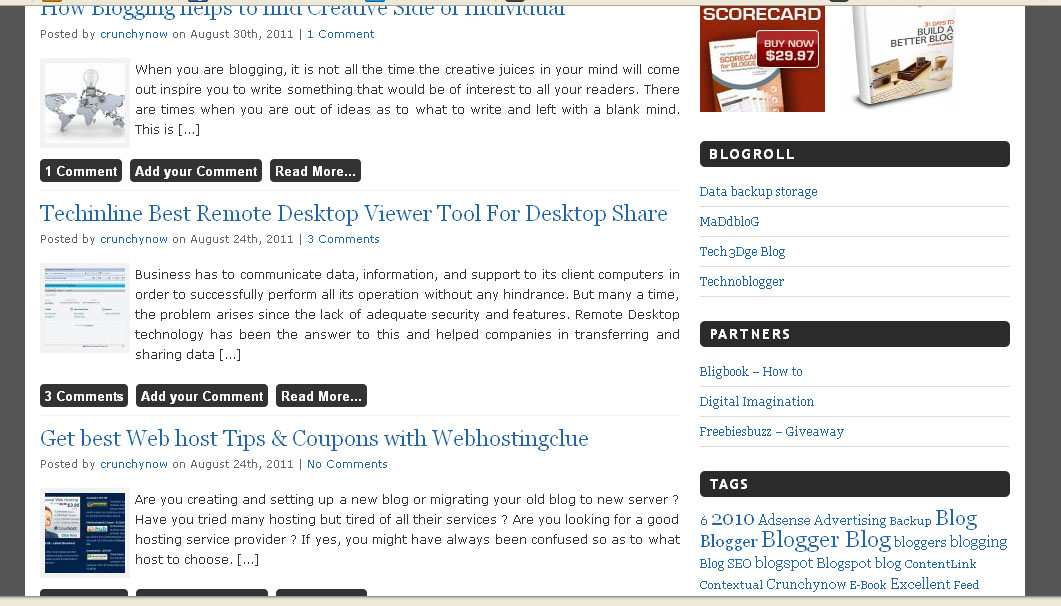 How Blogging helps to find Creative Side of Individual
Posted by crunchynow on August 30th, 2011 | 1 Comment
When you are blogging, it is not all the time the creative juices in your mind will come
out inspire you to write something that would be of interest to all your readers. There
are times when you are out of ideas as to what to write and left with a blank mind.
This is [...]
1 Comment Add your Comment Read More...
Techinline Best Remote Desktop Viewer Tool For Desktop Share
Posted by crunchynow on August 24th, 2011 | 3 Comments
Business has to communicate data, information, and support to its client computers in
order to successfully perform all its operation without any hindrance. But many a time,
the problem arises since the lack of adequate security and features. Remote Desktop
technology has been the answer to this and helped companies in transferring and
sharing data [...]
3 Comments Add your Comment Read More...
Get best Web host Tips & Coupons with Webhostingclue
Posted by crunchynow on August 24th, 2011 | No Comments
Are you creating and setting up a new blog or migrating your old blog to new server ?
Have you tried many hosting but tired of all their services ? Are you looking for a good
hosting service provider ? If yes, you might have always been confused so as to what
host to choose. [...]
SCORECARD
BUY NOW
$29.97
31 DAYS TO
BUILD A
BETTER BLOG
BLOGROLL
Data backup storage
MaDdbloG
Tech3Dge Blog
Technoblogger
PARTNERS
Bligbook – How to
Digital Imagination
Freebiesbuzz – Giveaway
TAGS
6 2010 Adsense Advertising Backup Blog
Blogger Blogger Blog bloggers blogging
Blog SEO blogspot Blogspot blog ContentLink
Contextual Crunchynow E-Book Excellent Feed